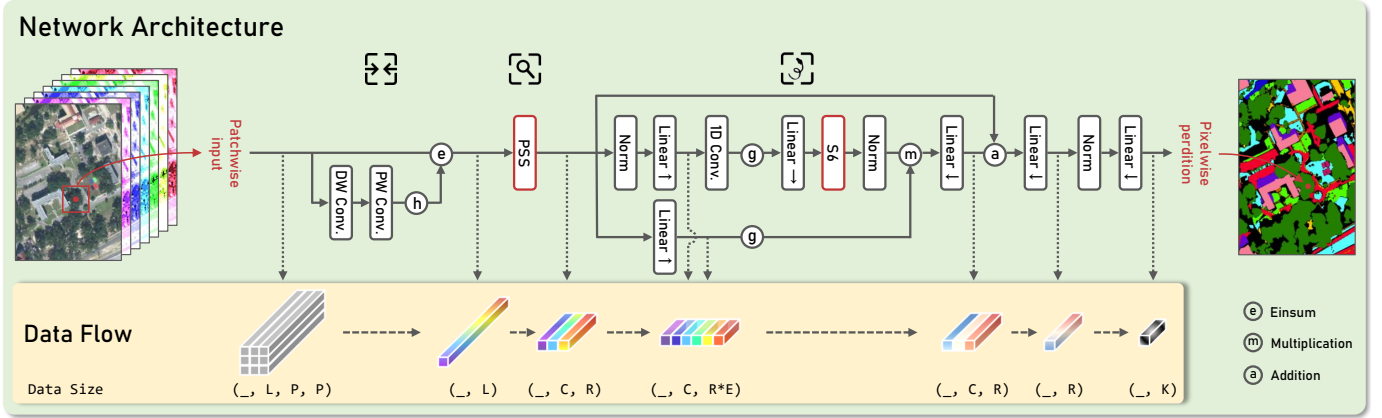 Network Architecture
Patchwise
input
DW Conv.
PW Conv.
h
e
PSS
Norm
Linear ↑
1D Conv.
g
Linear →
S6
Norm
m
Linear ↓
a
Linear ↓
Norm
Linear ↓
Pixelwise
perdition
Linear ↑
g
Data Flow
Data Size
(_, L, P, P)
(_, L)
(_, C, R)
(_, C, R*E)
(_, C, R)
(_, R)
(_, K)
e Einsum
m Multiplication
a Addition